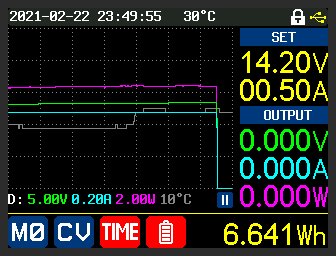 2021-02-22 23:49:55 30°C
SET
14.20V
00.50A
OUTPUT
0.000V
0.000A
0.000W
D: 5.00V 0.20A 2.00W 10°C
M0 CV TIME 6.641Wh